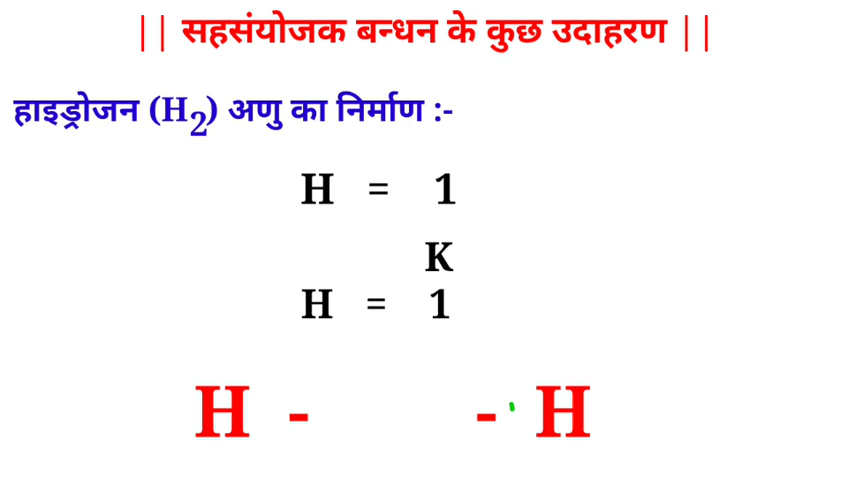 || सहसंयोजक बन्धन के कुछ उदाहरण ||
हाइड्रोजन (H2) अणु का निर्माण :-
H = 1
K
H = 1
H - - H